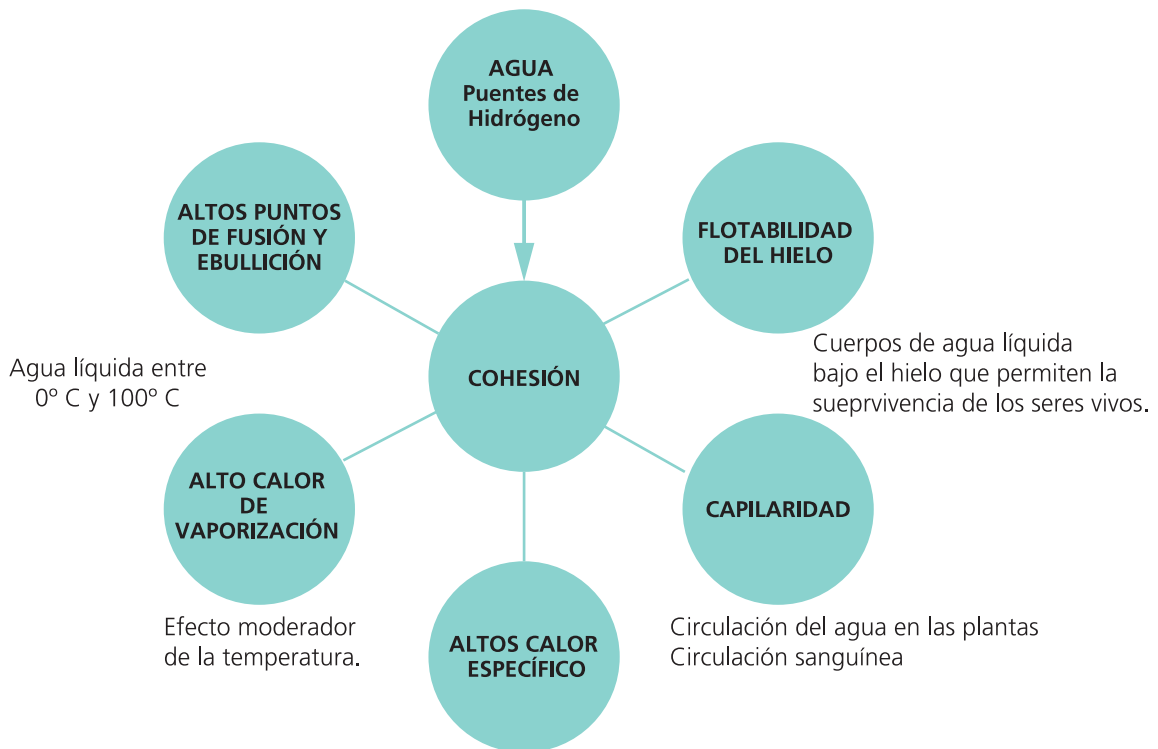 AGUA
Puentes de
Hidrógeno
ALTOS PUNTOS
DE FUSIÓN Y
EBULLICIÓN
FLOTABILIDAD
DEL HIELO
Agua líquida entre
0º C y 100º C
COHESIÓN
Cuerpos de agua líquida
bajo el hielo que permiten la
sueprvivencia de los seres vivos.
ALTO CALOR
DE
VAPORIZACIÓN
CAPILARIDAD
Efecto moderador
de la temperatura.
ALTOS CALOR
ESPECÍFICO
Circulación del agua en las plantas
Circulación sanguínea